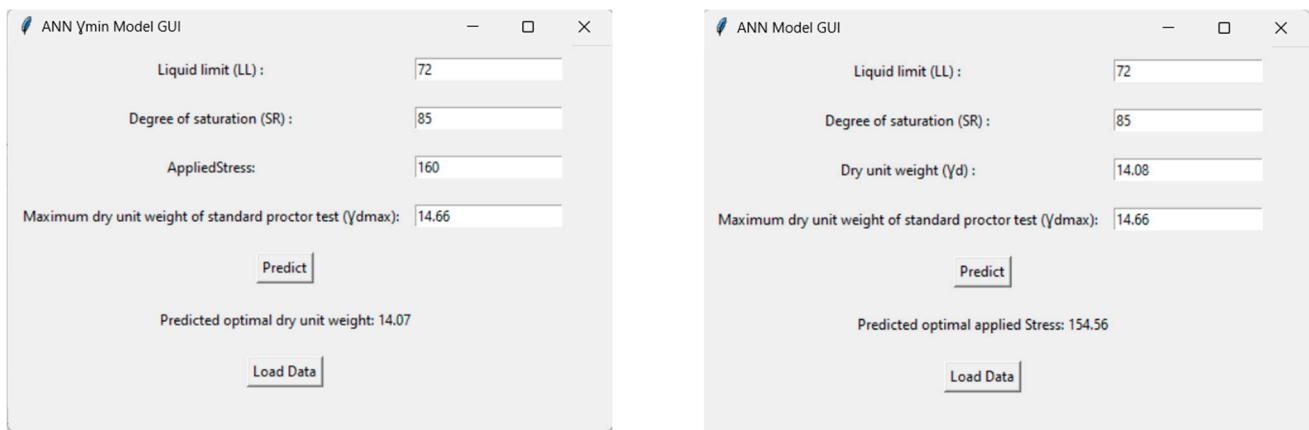 ANN Ɣmin Model GUI
Liquid limit (LL) : 72
Degree of saturation (SR) : 85
AppliedStress: 160
Maximum dry unit weight of standard proctor test (Ɣdmax): 14.66
Predict
Predicted optimal dry unit weight: 14.07
Load Data
ANN Model GUI
Liquid limit (LL) : 72
Degree of saturation (SR) : 85
Dry unit weight (Ɣd) : 14.08
Maximum dry unit weight of standard proctor test (Ɣdmax): 14.66
Predict
Predicted optimal applied Stress: 154.56
Load Data